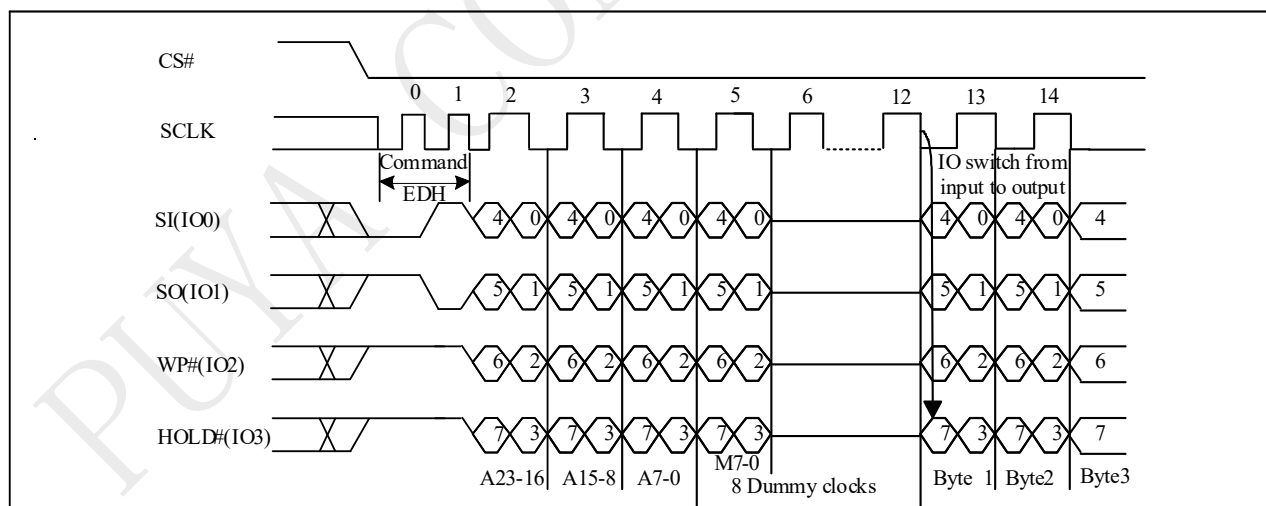 CS#
0 1 2 3 4 5 6 12 13 14
SCLK
Command
EDH
IO switch from
input to output
SI(IO0) 4 0 4 0 4 0 4 0 4 0 4 0 4
SO(IO1) 5 1 5 1 5 1 5 1 5 1 5 1 5
WP#(IO2) 6 2 6 2 6 2 6 2 6 2 6 2 6
HOLD#(IO3) 7 3 7 3 7 3 7 3 7 3 7 3 7
A23-16 A15-8 A7-0 M7-0 Byte 1 Byte2 Byte3
8 Dummy clocks
PUYA CO